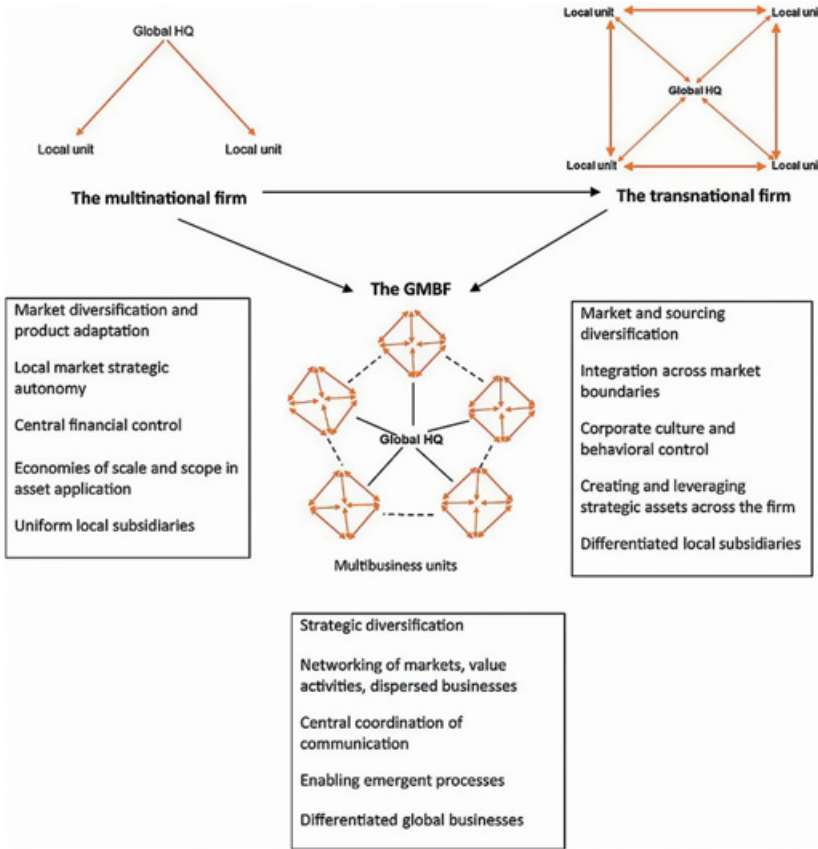 Global HQ
Local unit
Local unit
The multinational firm
Local unit
Local unit
Global HQ
Local unit
Local unit
The transnational firm
The GMBF
Global HQ
Multibusiness units
Market diversification and
product adaptation
Local market strategic
autonomy
Central financial control
Economies of scale and scope in
asset application
Uniform local subsidiaries
Market and sourcing
diversification
Integration across market
boundaries
Corporate culture and
behavioral control
Creating and leveraging
strategic assets across the firm
Differentiated local subsidiaries
Strategic diversification
Networking of markets, value
activities, dispersed businesses
Central coordination of
communication
Enabling emergent processes
Differentiated global businesses